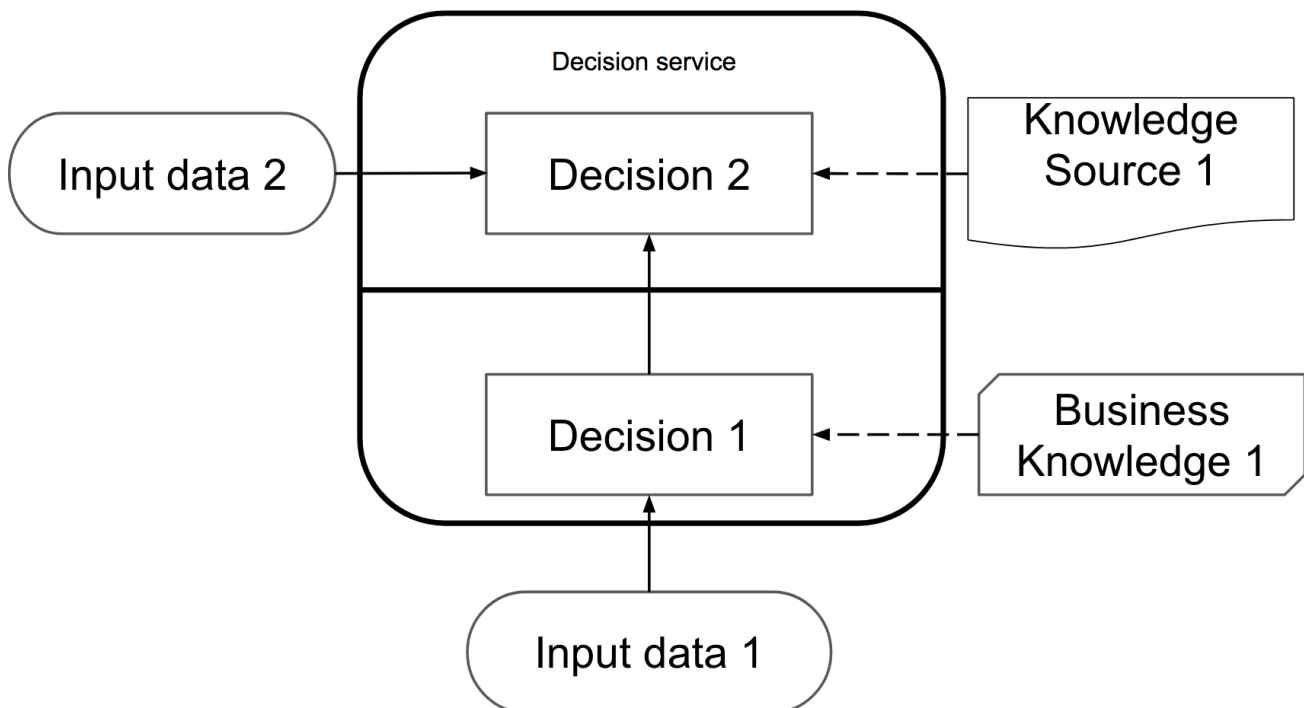 Decision service
Input data 2
Decision 2
Knowledge
Source 1
Decision 1
Business
Knowledge 1
Input data 1